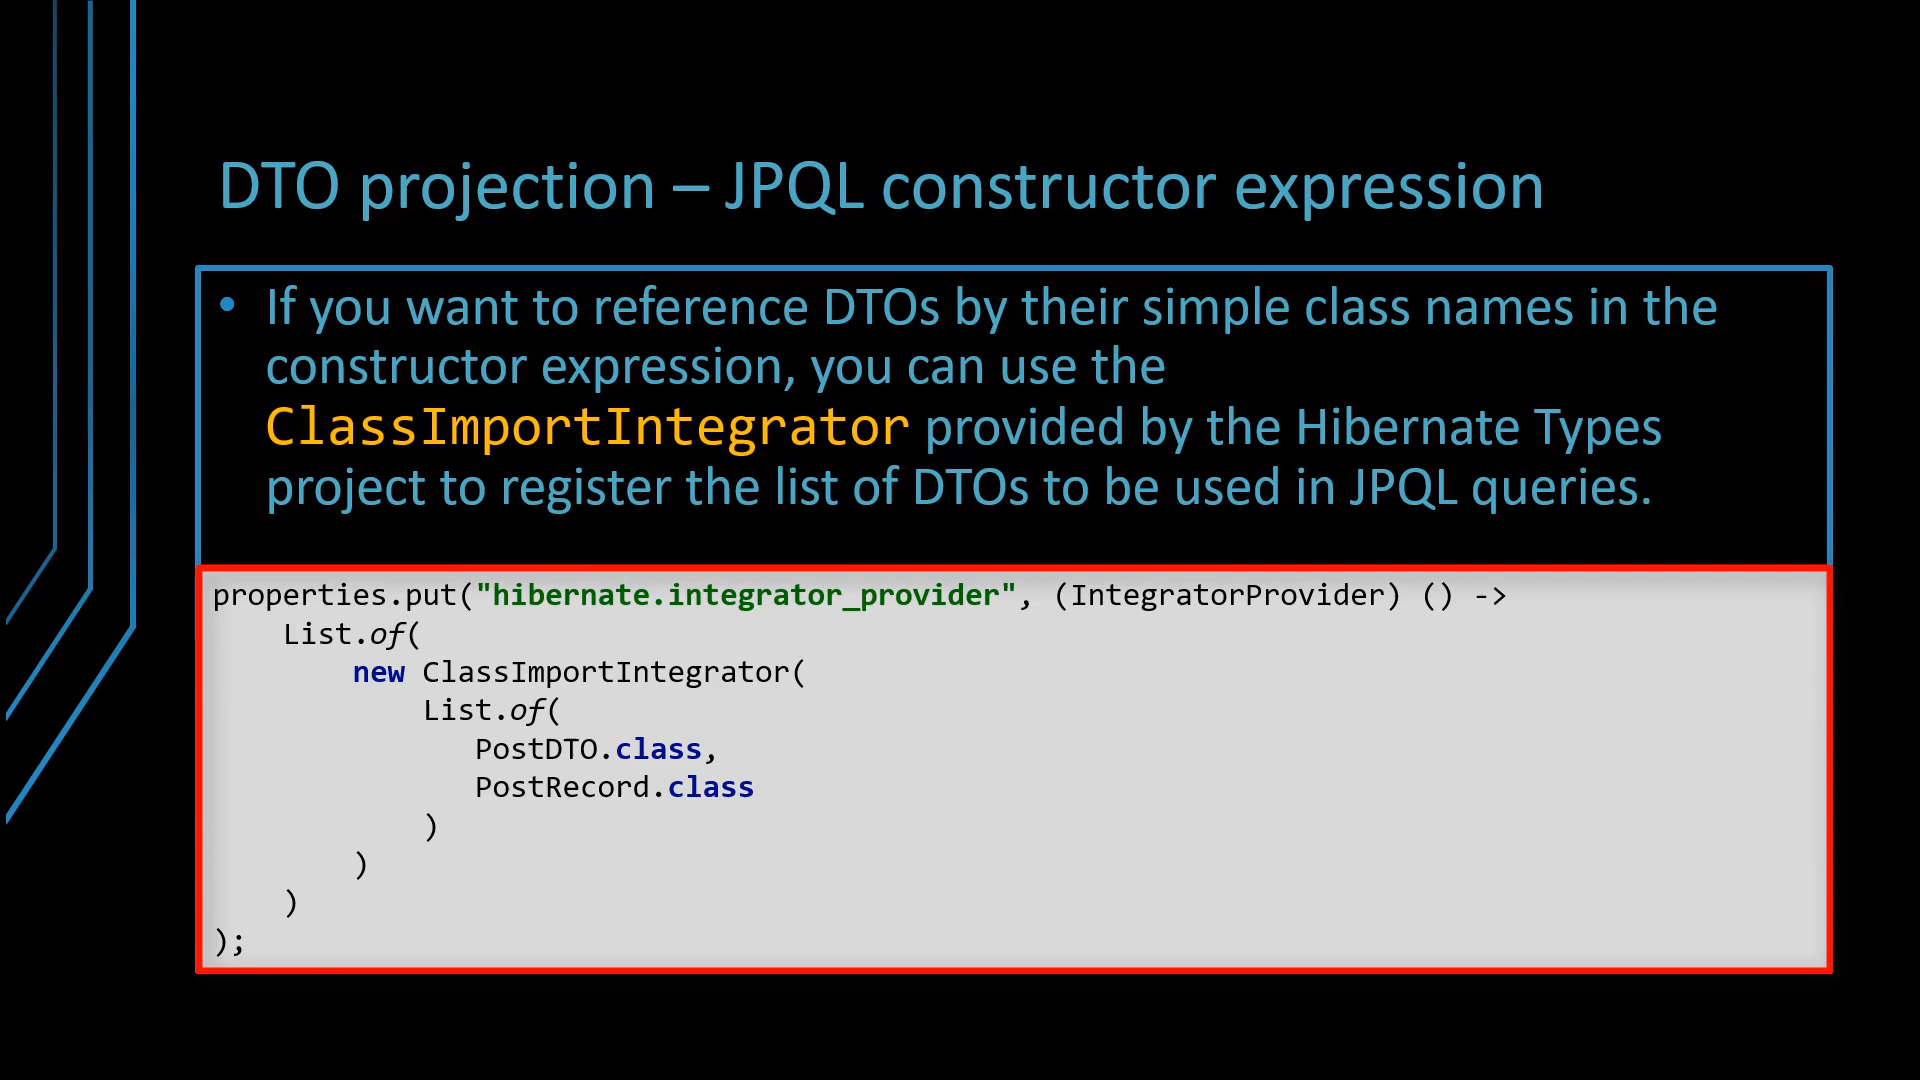 DTO projection – JPQL constructor expression
• If you want to reference DTOs by their simple class names in the
constructor expression, you can use the
ClassImportIntegrator provided by the Hibernate Types
project to register the list of DTOs to be used in JPQL queries.
properties.put("hibernate.integrator_provider", (IntegratorProvider) () ->
    List.of(
        new ClassImportIntegrator(
            List.of(
               PostDTO.class,
               PostRecord.class
            )
        )
    )
);